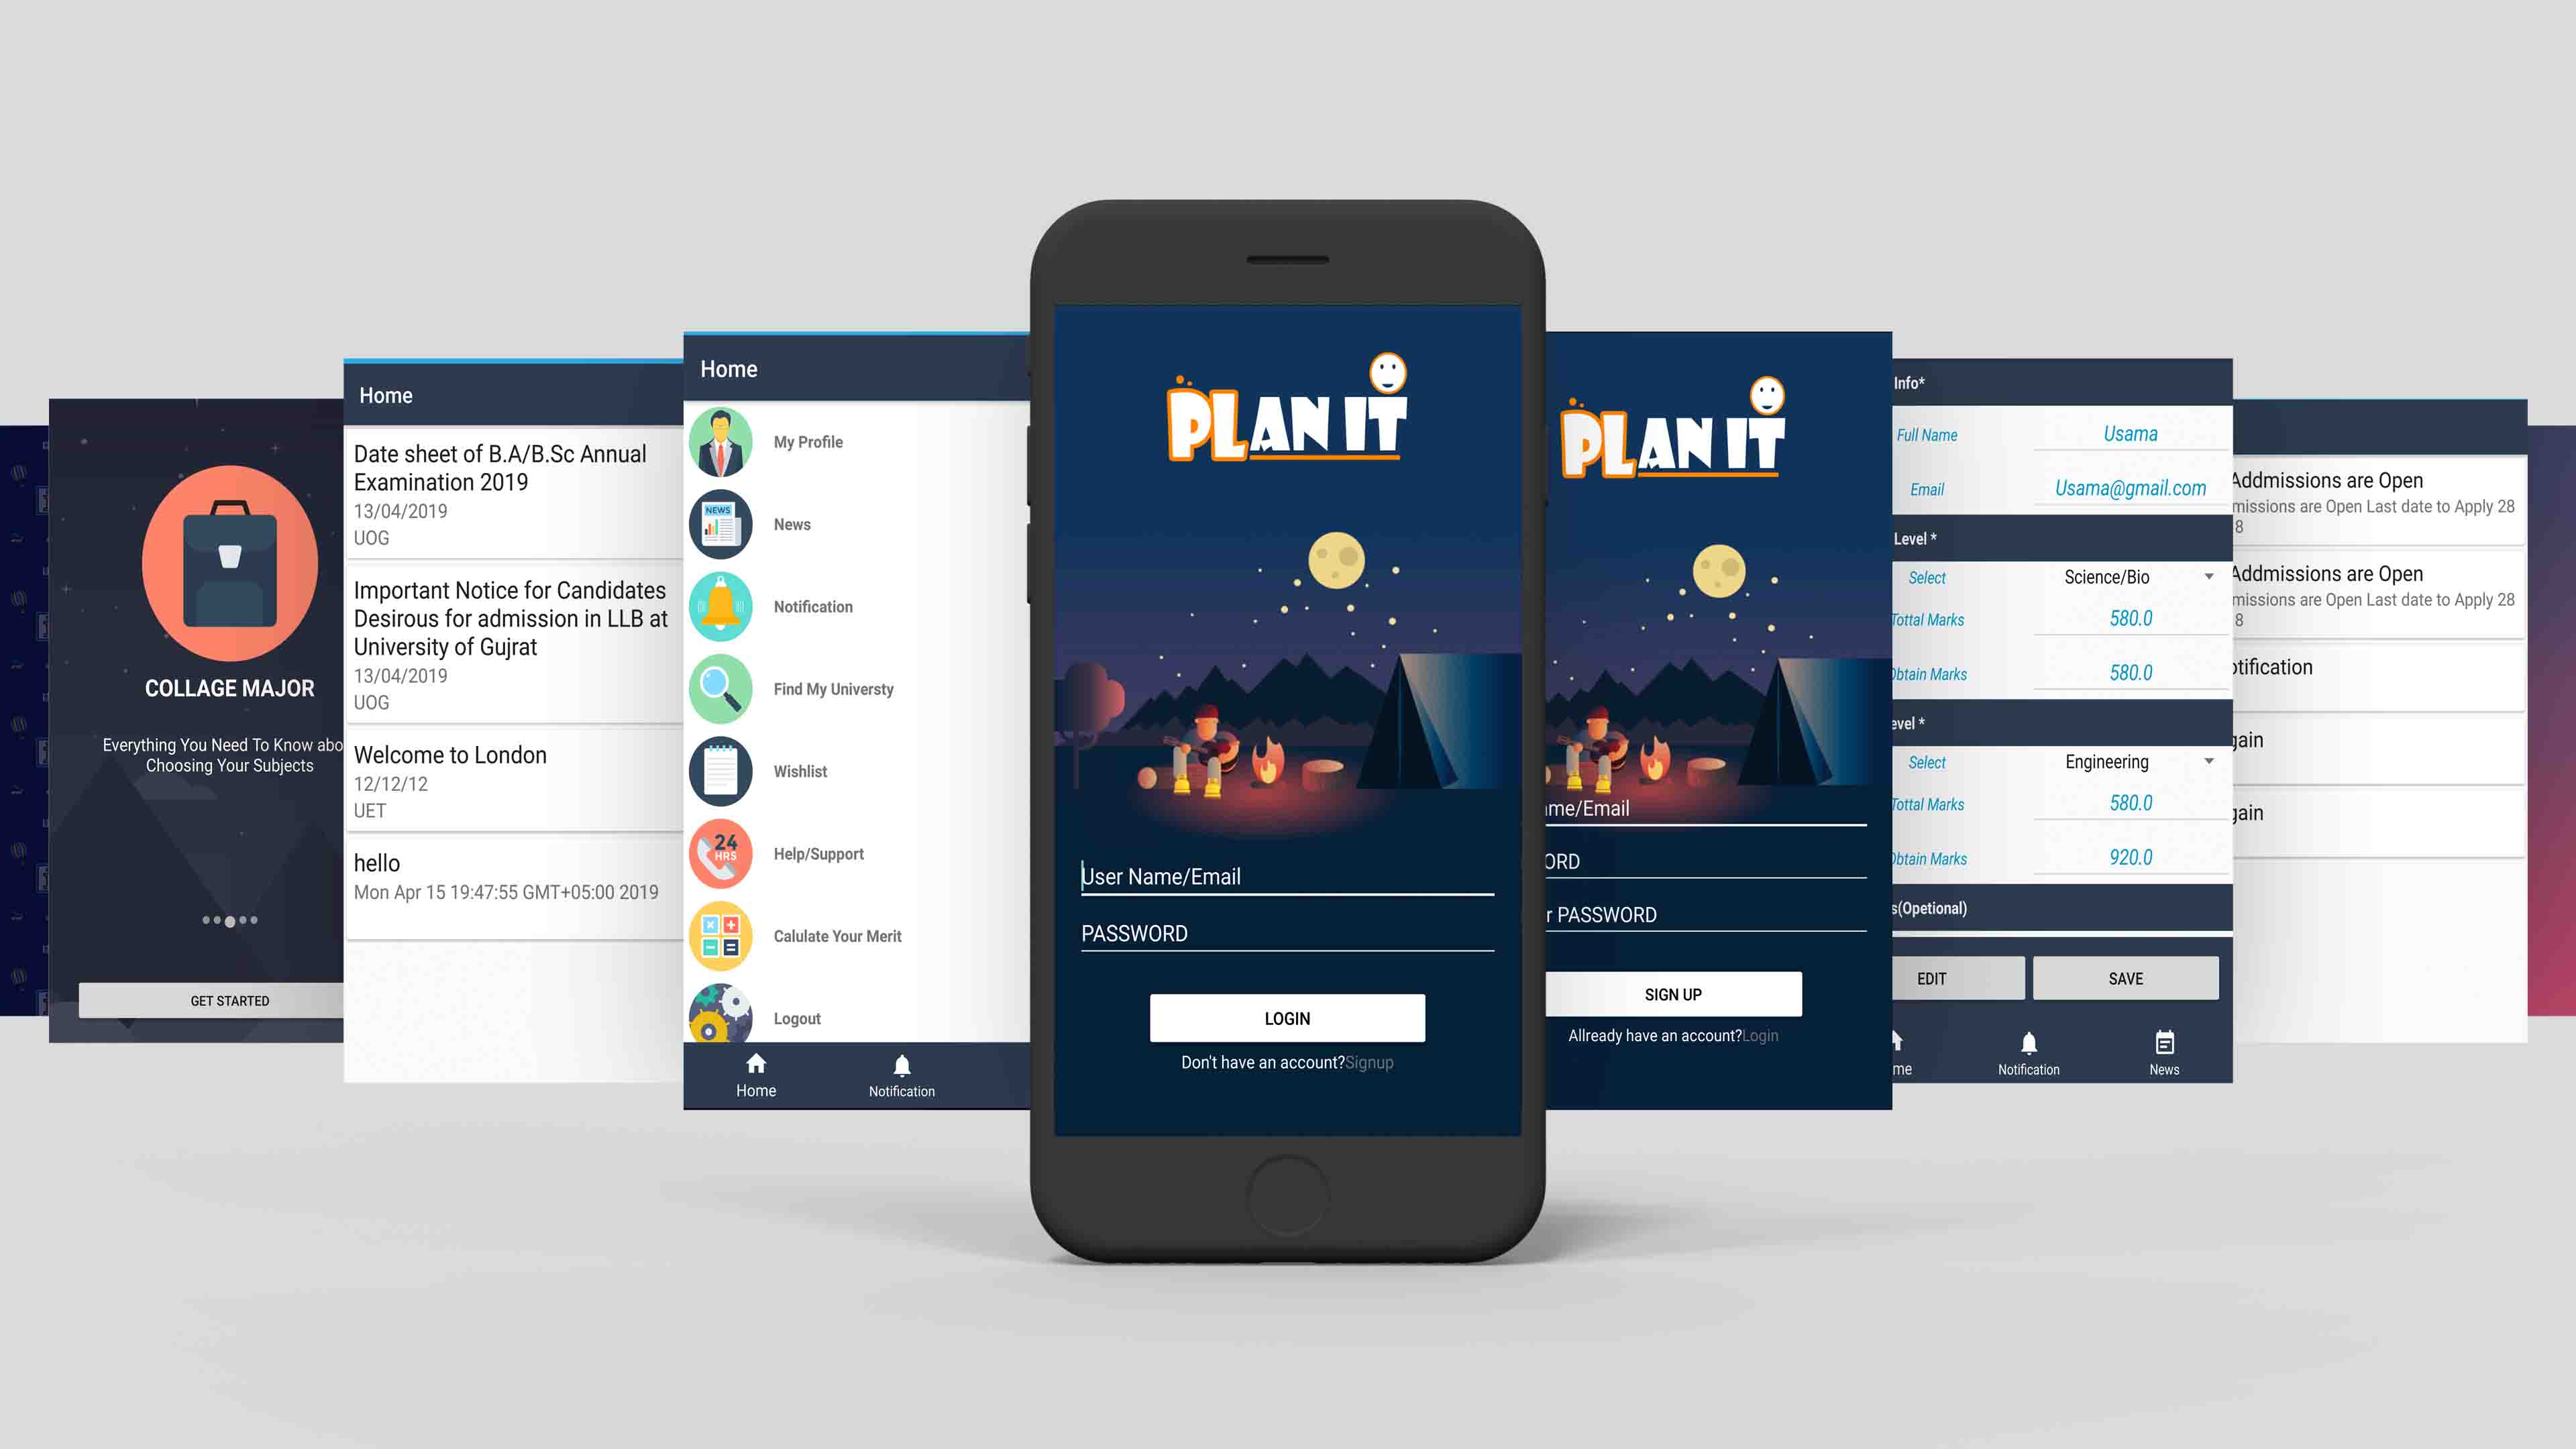 COLLAGE MAJOR
Everything You Need To Know abo
Choosing Your Subjects
GET STARTED
Home
Date sheet of B.A/B.Sc Annual
Examination 2019
13/04/2019
UOG
Important Notice for Candidates
Desirous for admission in LLB at
University of Gujrat
13/04/2019
UOG
Welcome to London
12/12/12
UET
hello
Mon Apr 15 19:47:55 GMT+05:00 2019
Home
My Profile
NEWS
News
Notification
Find My Universty
Wishlist
24
HRS
Help/Support
Calulate Your Merit
Logout
Home
Notification
PLAN IT
User Name/Email
PASSWORD
LOGIN
Don't have an account?Signup
PLAN IT
me/Email
ORD
r PASSWORD
SIGN UP
Allready have an account?Login
Info*
Full Name
Usama
Email
Usama@gmail.com
Level *
Select
Science/Bio
Tottal Marks
580.0
Obtain Marks
580.0
evel *
Select
Engineering
Tottal Marks
580.0
Obtain Marks
920.0
s(Opetional)
EDIT
SAVE
me
Notification
News
Addmissions are Open
missions are Open Last date to Apply 28
8
Addmissions are Open
missions are Open Last date to Apply 28
8
otification
gain
gain